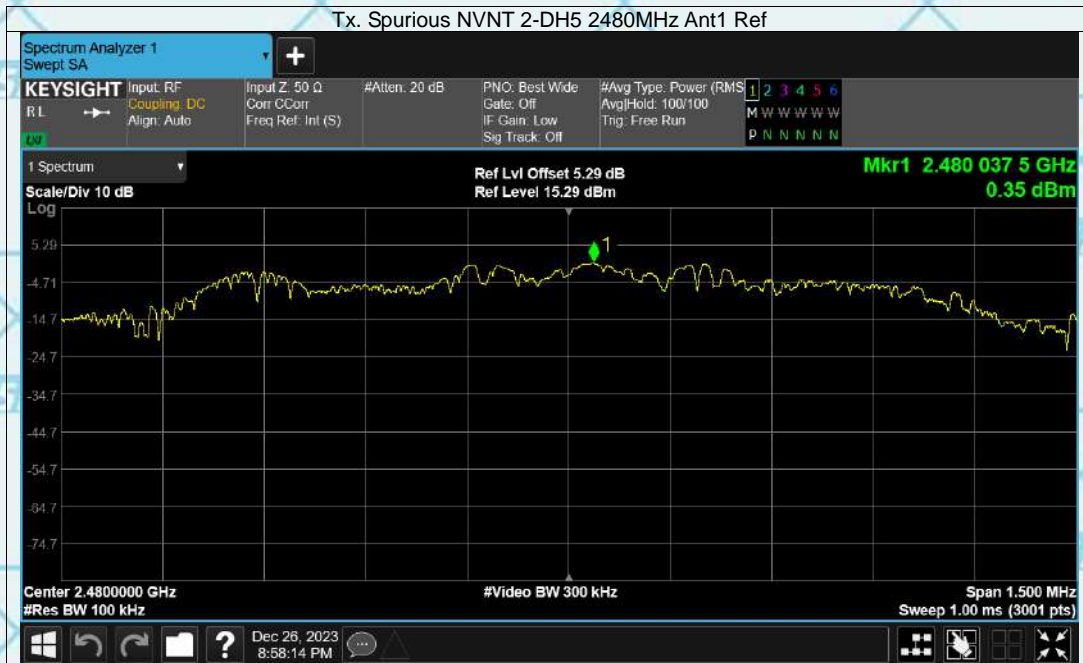 Tx. Spurious NVNT 2-DH5 2480MHz Ant1 Ref
Spectrum Analyzer 1
Swept SA
+
KEYSIGHT Input: RF Input Z: 50 Ω #Atten: 20 dB PNO: Best Wide #Avg Type: Power (RMS 1 2 3 4 5 6
RL Coupling: DC Corr CCorr Gate: Off Avg|Hold: 100/100 M W W W W W
Align: Auto Freq Ref: Int (S) IF Gain: Low Trig: Free Run
LXI Sig Track: Off P N N N N N
1 Spectrum Ref Lvl Offset 5.29 dB Mkr1 2.480 037 5 GHz
Scale/Div 10 dB Ref Level 15.29 dBm 0.35 dBm
Log
1
5.29
-4.71
-14.7
-24.7
-34.7
-44.7
-54.7
-64.7
-74.7
Center 2.4800000 GHz #Video BW 300 kHz Span 1.500 MHz
#Res BW 100 kHz Sweep 1.00 ms (3001 pts)
? Dec 26, 2023
8:58:14 PM